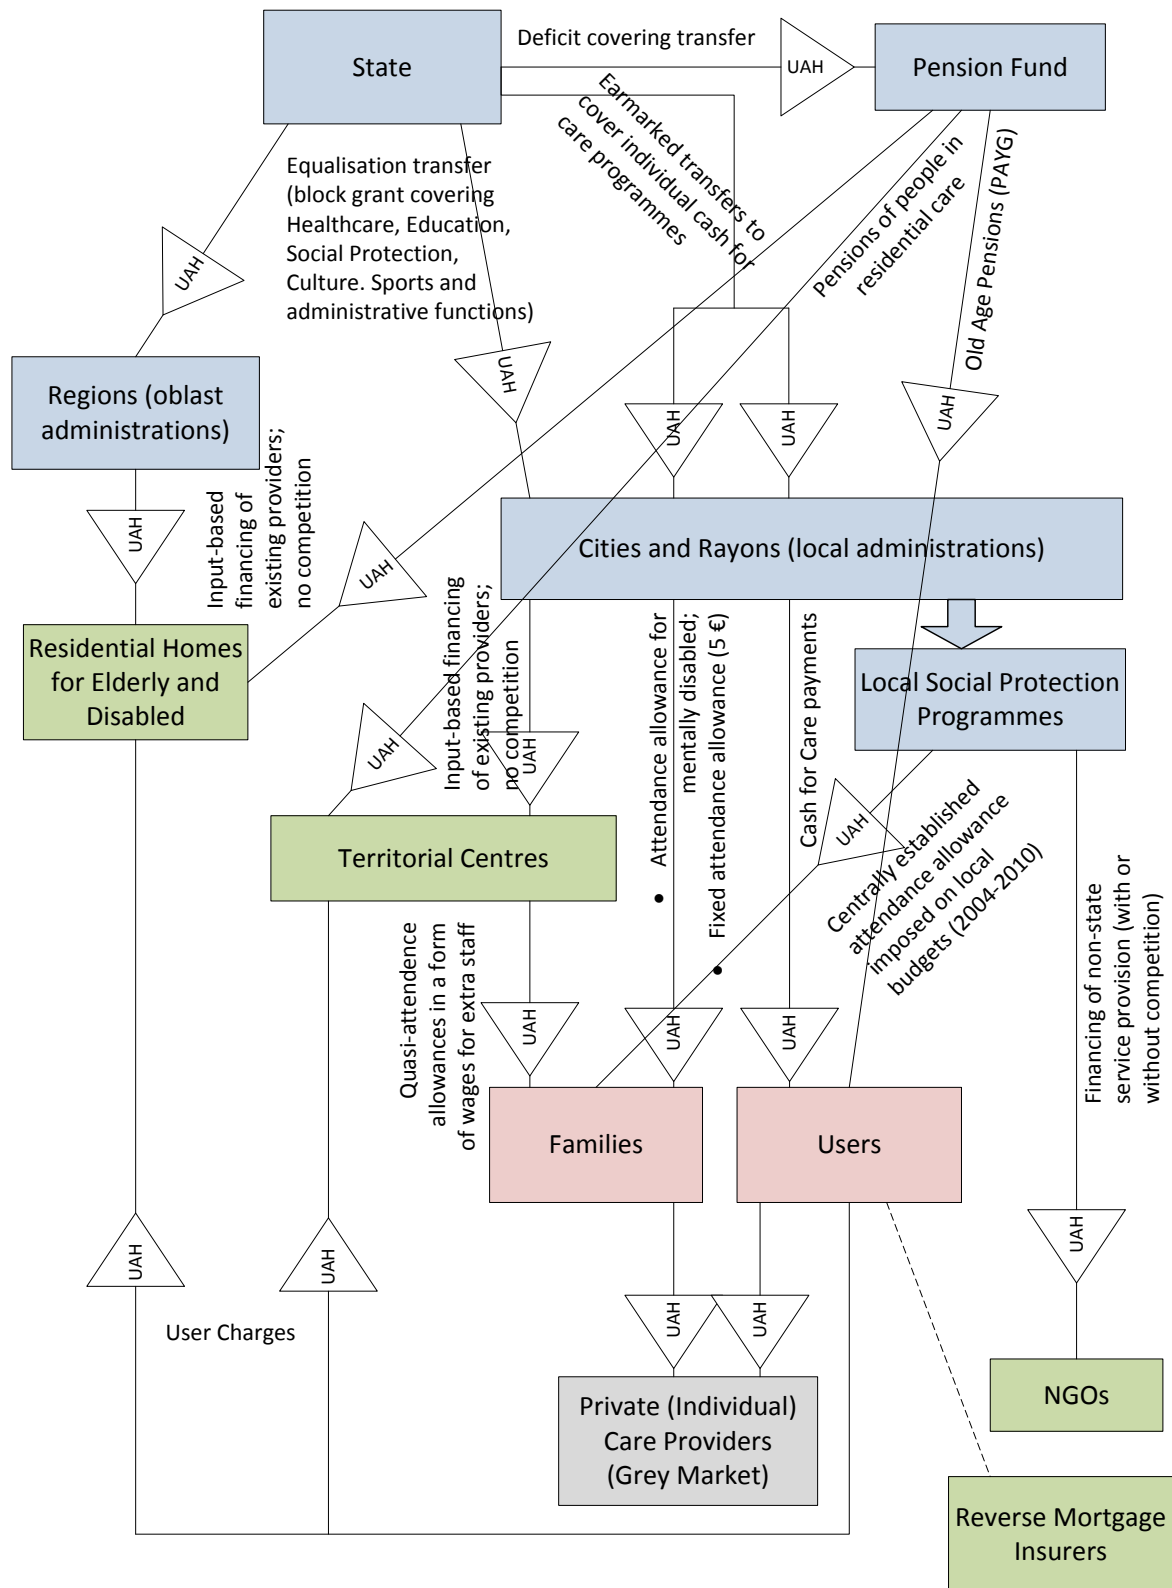 State
Deficit covering transfer
UAH
Pension Fund
Earmarked transfers to
cover individual cash for
care programmes
Pensions of people in
residential care
Old Age Pensions (PAYG)
Equalisation transfer
(block grant covering
Healthcare, Education,
Social Protection,
Culture. Sports and
administrative functions)
UAH
UAH
UAH
UAH
UAH
Regions (oblast
administrations)
Input-based
financing of
existing providers;
no competition
UAH
UAH
Cities and Rayons (local administrations)
Residential Homes
for Elderly and
Disabled
Input-based financing
of existing providers;
no competition
UAH
UAH
• Attendance allowance for
mentally disabled;
• Fixed attendance allowance (5 €)
Cash for Care payments
Local Social Protection
Programmes
UAH
Centrally established
attendance allowance
imposed on local
budgets (2004-2010)
Territorial Centres
Quasi-attendence
allowances in a form
of wages for extra staff
UAH
UAH
UAH
Financing of non-state
service provision (with or
without competition)
Families
Users
UAH
UAH
UAH
User Charges
UAH
UAH
Private (Individual)
Care Providers
(Grey Market)
NGOs
Reverse Mortgage
Insurers